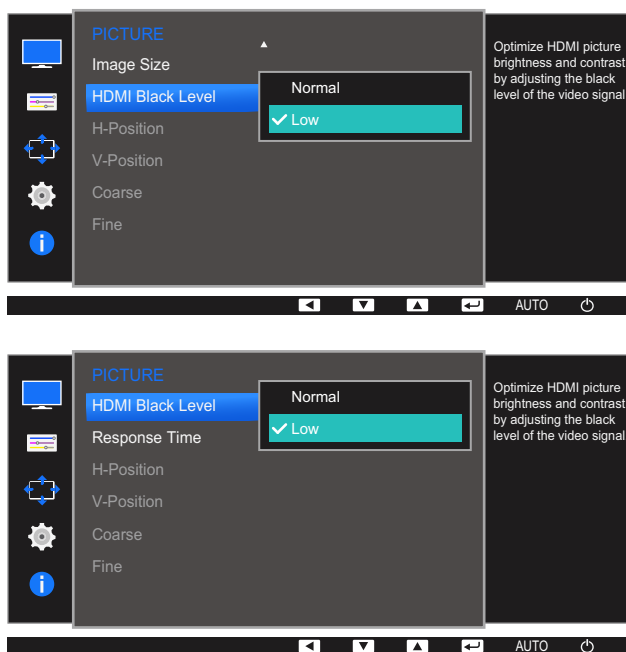 PICTURE
Image Size
HDMI Black Level
H-Position
V-Position
Coarse
Fine
Normal
Low
Optimize HDMI picture
brightness and contrast
by adjusting the black
level of the video signal
AUTO
PICTURE
HDMI Black Level
Response Time
H-Position
V-Position
Coarse
Fine
Normal
Low
Optimize HDMI picture
brightness and contrast
by adjusting the black
level of the video signal
AUTO